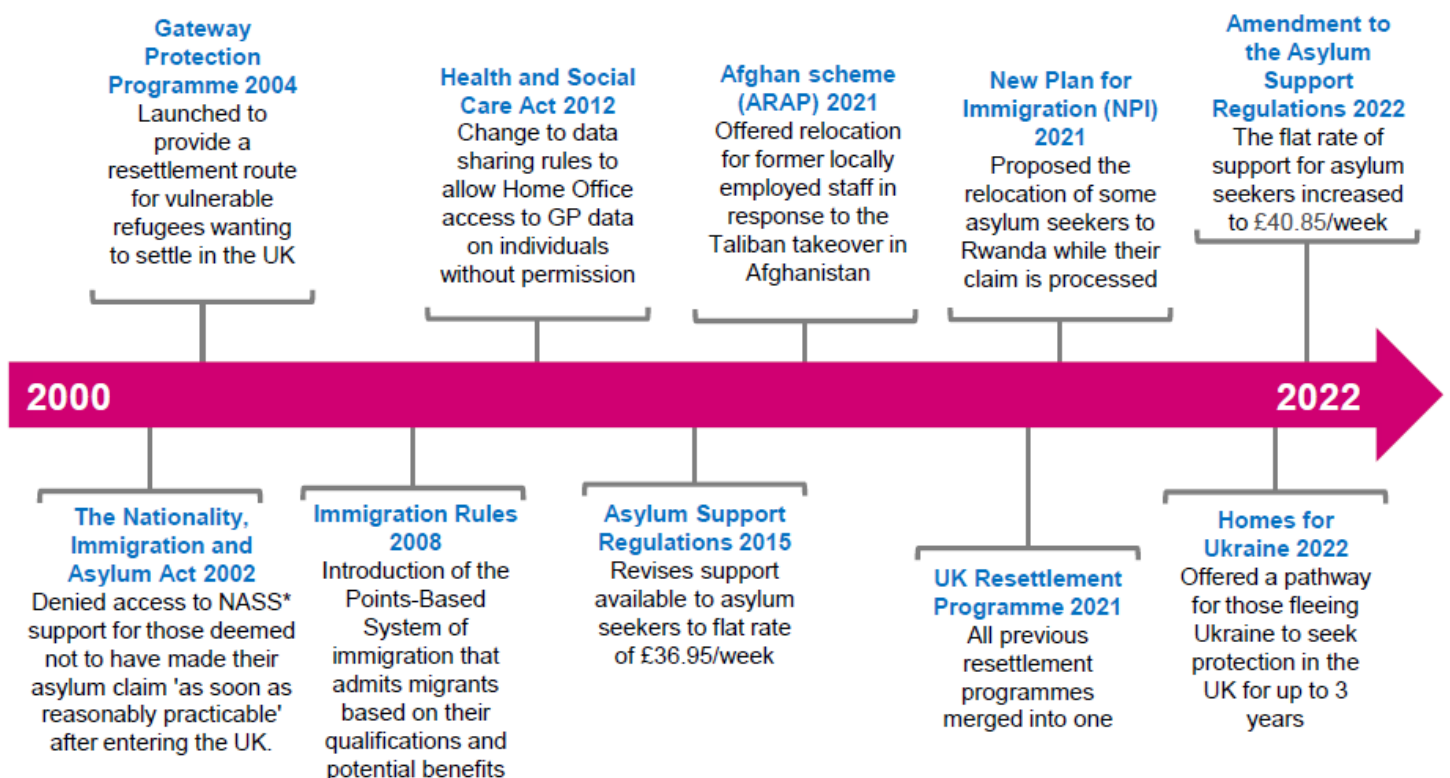 Gateway
Protection
Programme 2004
Launched to
provide a
resettlement route
for vulnerable
refugees wanting
to settle in the UK
Health and Social
Care Act 2012
Change to data
sharing rules to
allow Home Office
access to GP data
on individuals
without permission
Afghan scheme
(ARAP) 2021
Offered relocation
for former locally
employed staff in
response to the
Taliban takeover in
Afghanistan
New Plan for
Immigration (NPI)
2021
Proposed the
relocation of some
asylum seekers to
Rwanda while their
claim is processed
Amendment to
the Asylum
Support
Regulations 2022
The flat rate of
support for asylum
seekers increased
to £40.85/week
2000
2022
The Nationality,
Immigration and
Asylum Act 2002
Denied access to NASS*
support for those deemed
not to have made their
asylum claim 'as soon as
reasonably practicable'
after entering the UK.
Immigration Rules
2008
Introduction of the
Points-Based
System of
immigration that
admits migrants
based on their
qualifications and
potential benefits
Asylum Support
Regulations 2015
Revises support
available to asylum
seekers to flat rate
of £36.95/week
UK Resettlement
Programme 2021
All previous
resettlement
programmes
merged into one
Homes for
Ukraine 2022
Offered a pathway
for those fleeing
Ukraine to seek
protection in the
UK for up to 3
years